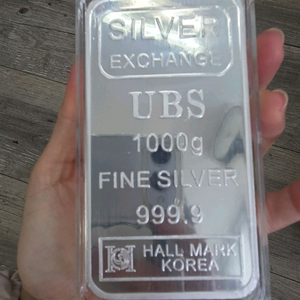 SILVER
EXCHANGE
UBS
1000g
FINE SILVER
999.9
HALL MARK
KOREA